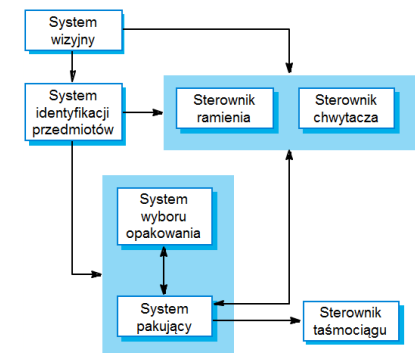 System
wizyjny
System
identyfikacji
przedmiotów
Sterownik
ramienia
Sterownik
chwytacza
System
wyboru
opakowania
System
pakujący
Sterownik
taśmociągu